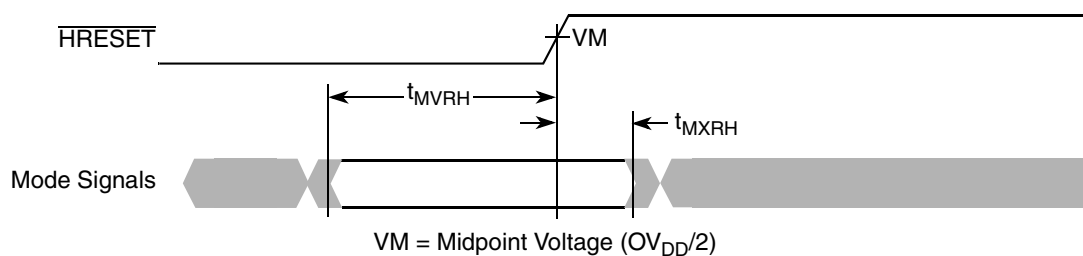 HRESET
VM
tMVRH
tMXRH
Mode Signals
VM = Midpoint Voltage (OVDD/2)